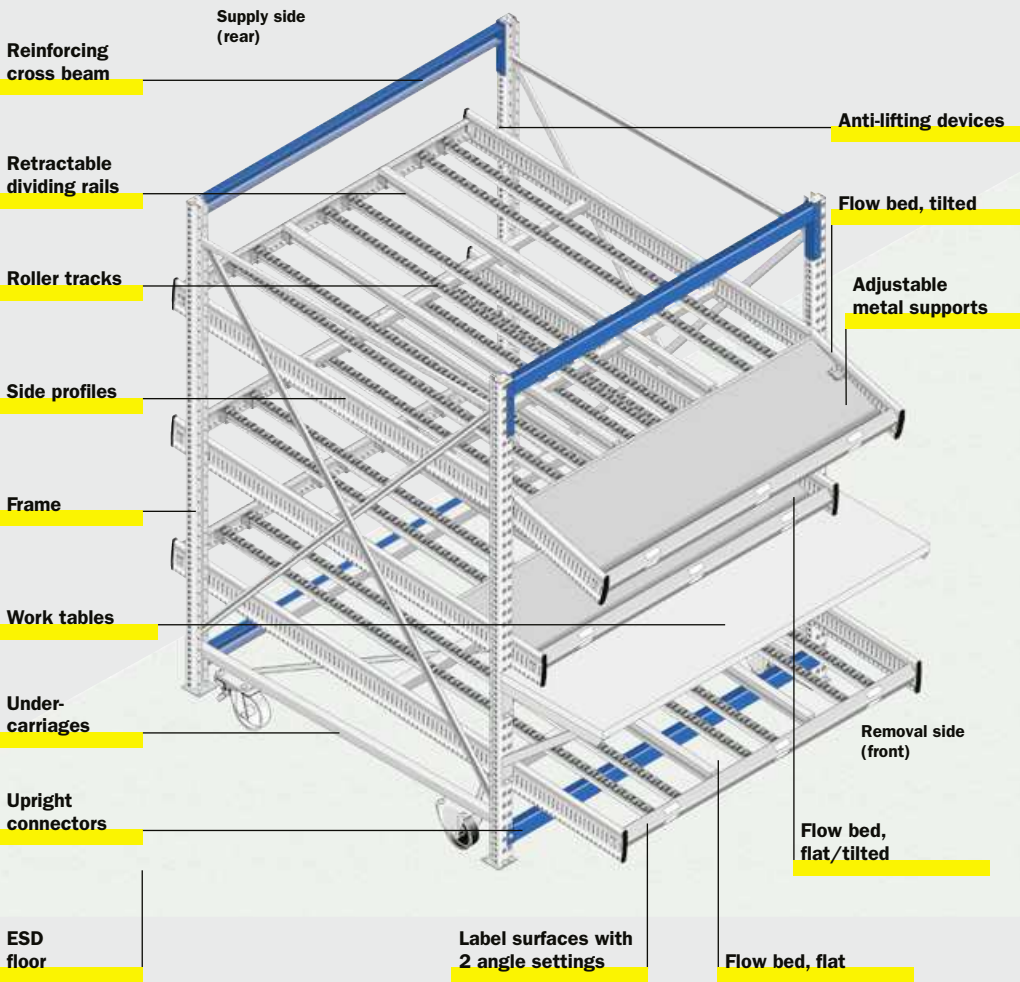 Supply side
(rear)
Reinforcing
cross beam
Anti-lifting devices
Retractable
dividing rails
Flow bed, tilted
Roller tracks
Adjustable
metal supports
Side profiles
Frame
Work tables
Under-
carriages
Removal side
(front)
Upright
connectors
Flow bed,
flat/tilted
ESD
floor
Label surfaces with
2 angle settings
Flow bed, flat